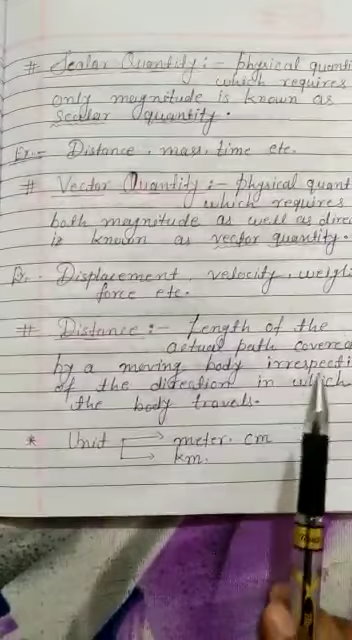 # Scalar Quantity :- physical quanti
which requires
only magnitude is known as
scalar quantity.
Ex:- Distance, mass, time etc.
# Vector Quantity :- physical quant
which requires
both magnitude as well as direc
is known as vector quantity.
Ex:- Displacement, velocity, weigh
force etc.
# Distance :- Length of the
actual path covered
by a moving body irrespecti
of the direction in which
the body travels.
* Unit → meter. cm
→ km.